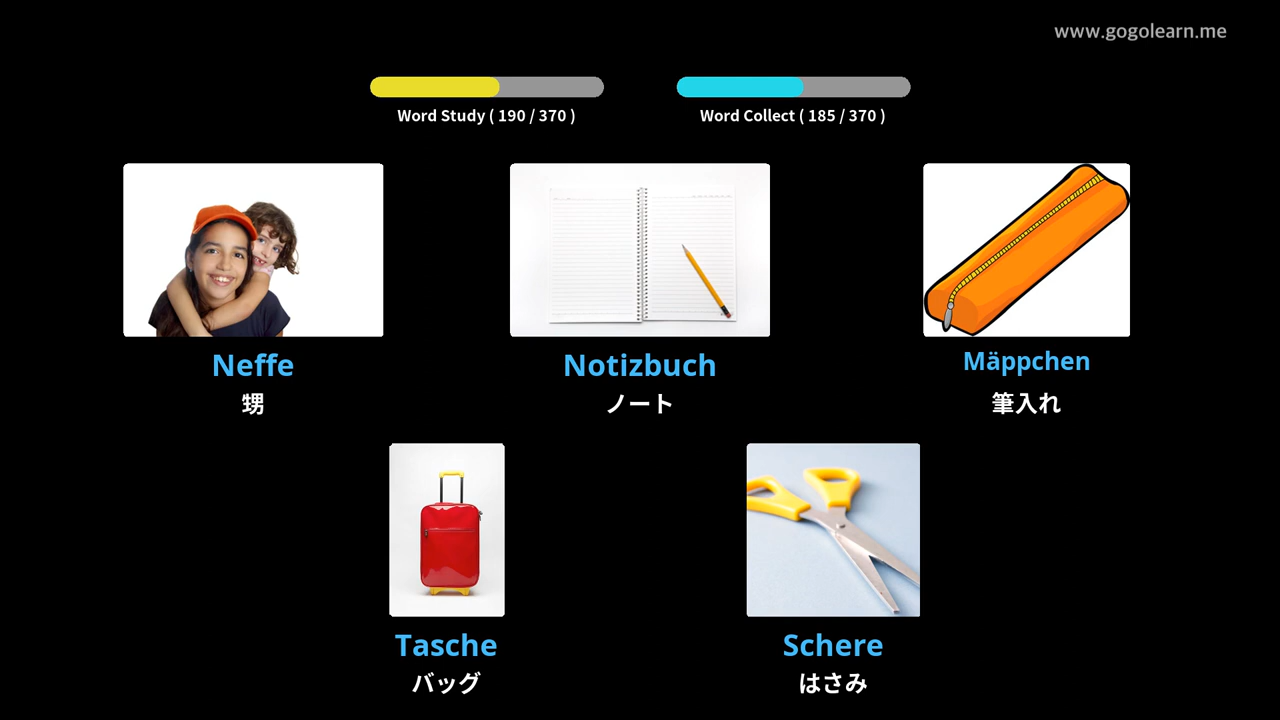 www.gogolearn.me
Word Study ( 190 / 370 )
Word Collect ( 185 / 370 )
Neffe
甥
Notizbuch
ノート
Mäppchen
筆入れ
Tasche
バッグ
Schere
はさみ